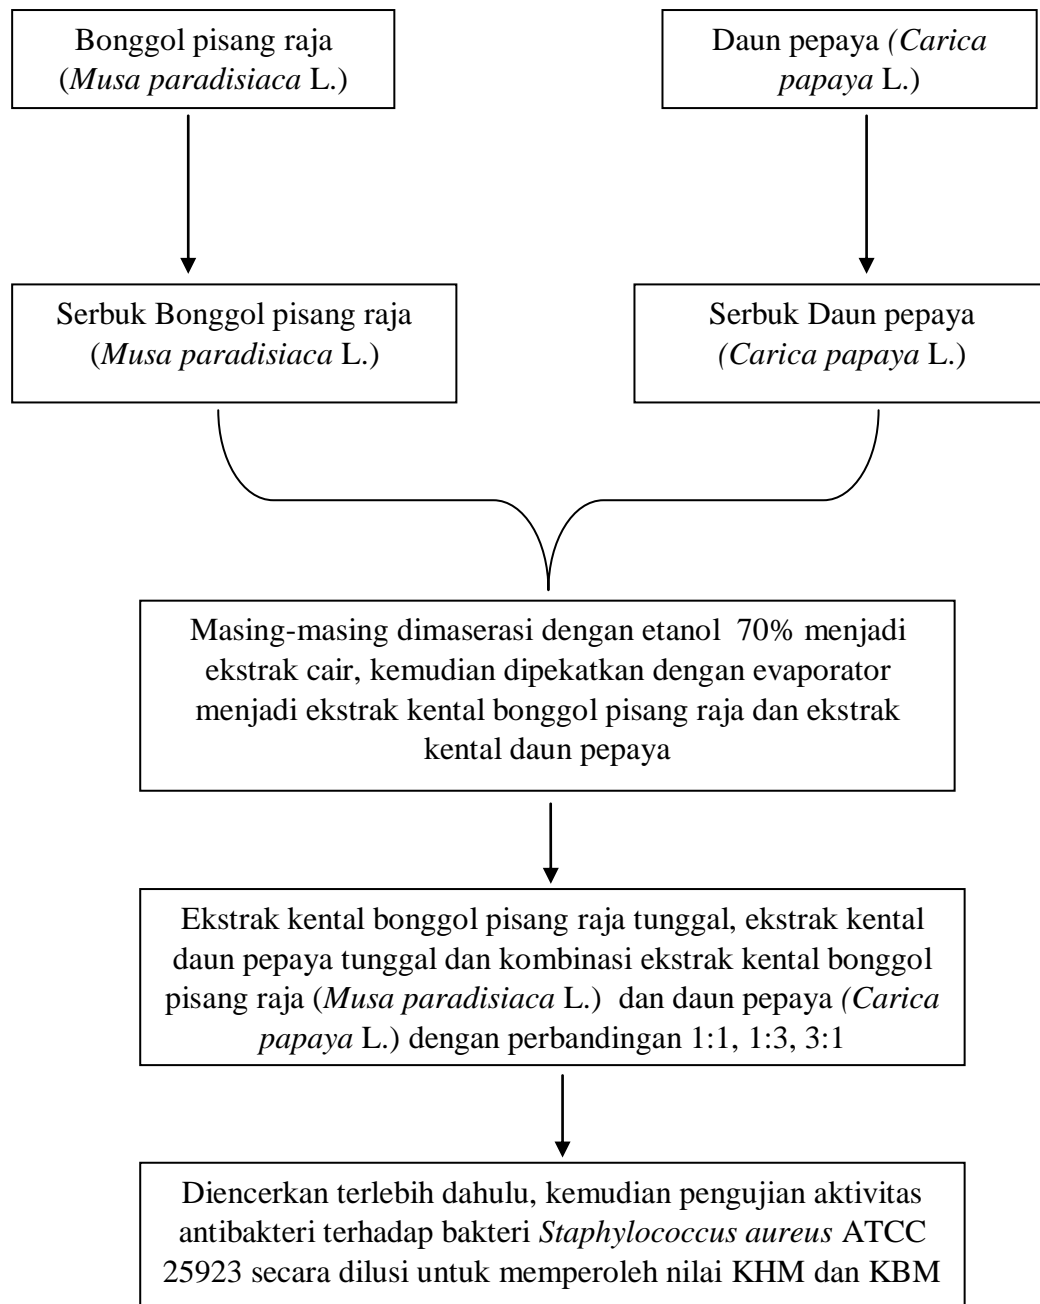 Bonggol pisang raja
(Musa paradisiaca L.)
Daun pepaya (Carica
papaya L.)
Serbuk Bonggol pisang raja
(Musa paradisiaca L.)
Serbuk Daun pepaya
(Carica papaya L.)
Masing-masing dimaserasi dengan etanol 70% menjadi
ekstrak cair, kemudian dipekatkan dengan evaporator
menjadi ekstrak kental bonggol pisang raja dan ekstrak
kental daun pepaya
Ekstrak kental bonggol pisang raja tunggal, ekstrak kental
daun pepaya tunggal dan kombinasi ekstrak kental bonggol
pisang raja (Musa paradisiaca L.) dan daun pepaya (Carica
papaya L.) dengan perbandingan 1:1, 1:3, 3:1
Diencerkan terlebih dahulu, kemudian pengujian aktivitas
antibakteri terhadap bakteri Staphylococcus aureus ATCC
25923 secara dilusi untuk memperoleh nilai KHM dan KBM